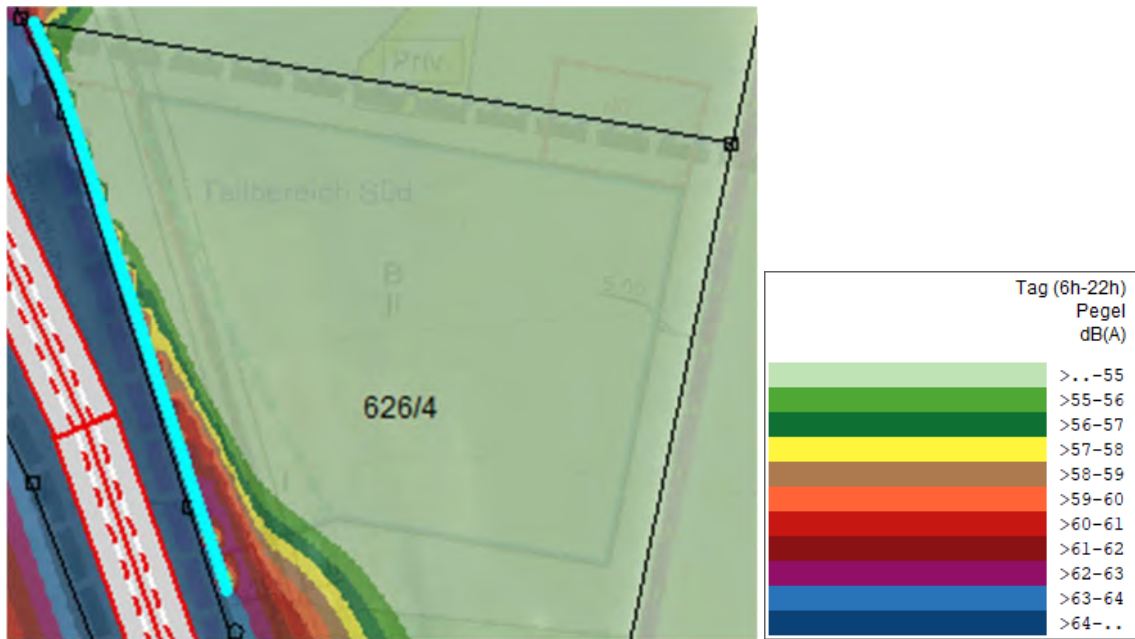 Priv.
Teilbereich Süd
B
II
5.00
626/4
Tag (6h-22h)
Pegel
dB(A)
>..-55
>55-56
>56-57
>57-58
>58-59
>59-60
>60-61
>61-62
>62-63
>63-64
>64-..